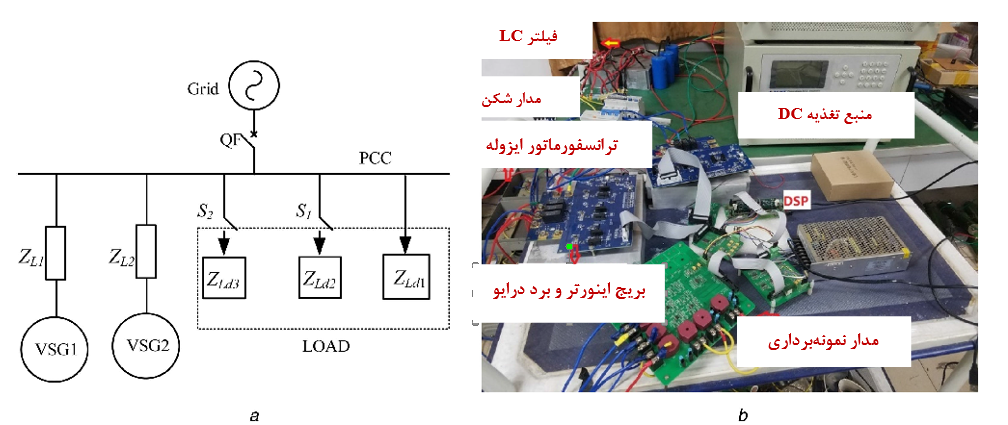 Grid
QF
PCC
S2
S1
ZL1
ZL2
ZLd3
ZLd2
ZLd1
VSG1
VSG2
LOAD
a
فیلتر LC
مدار شکن
ترانسفورماتور ایزوله
منبع تغذیه DC
DSP
بریج اینورتر و برد درایو
مدار نمونه‌برداری
b